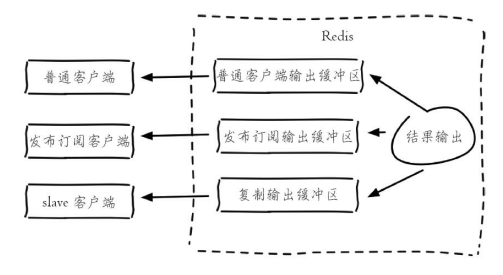 Redis
普通客户端
普通客户端输出缓冲区
发布订阅客户端
发布订阅输出缓冲区
结果输出
slave 客户端
复制输出缓冲区